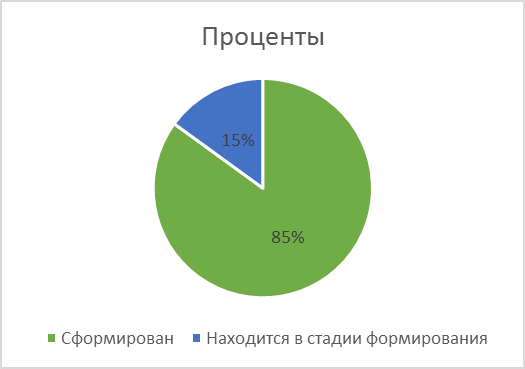 Проценты
15%
85%
Сформирован
Находится в стадии формирования